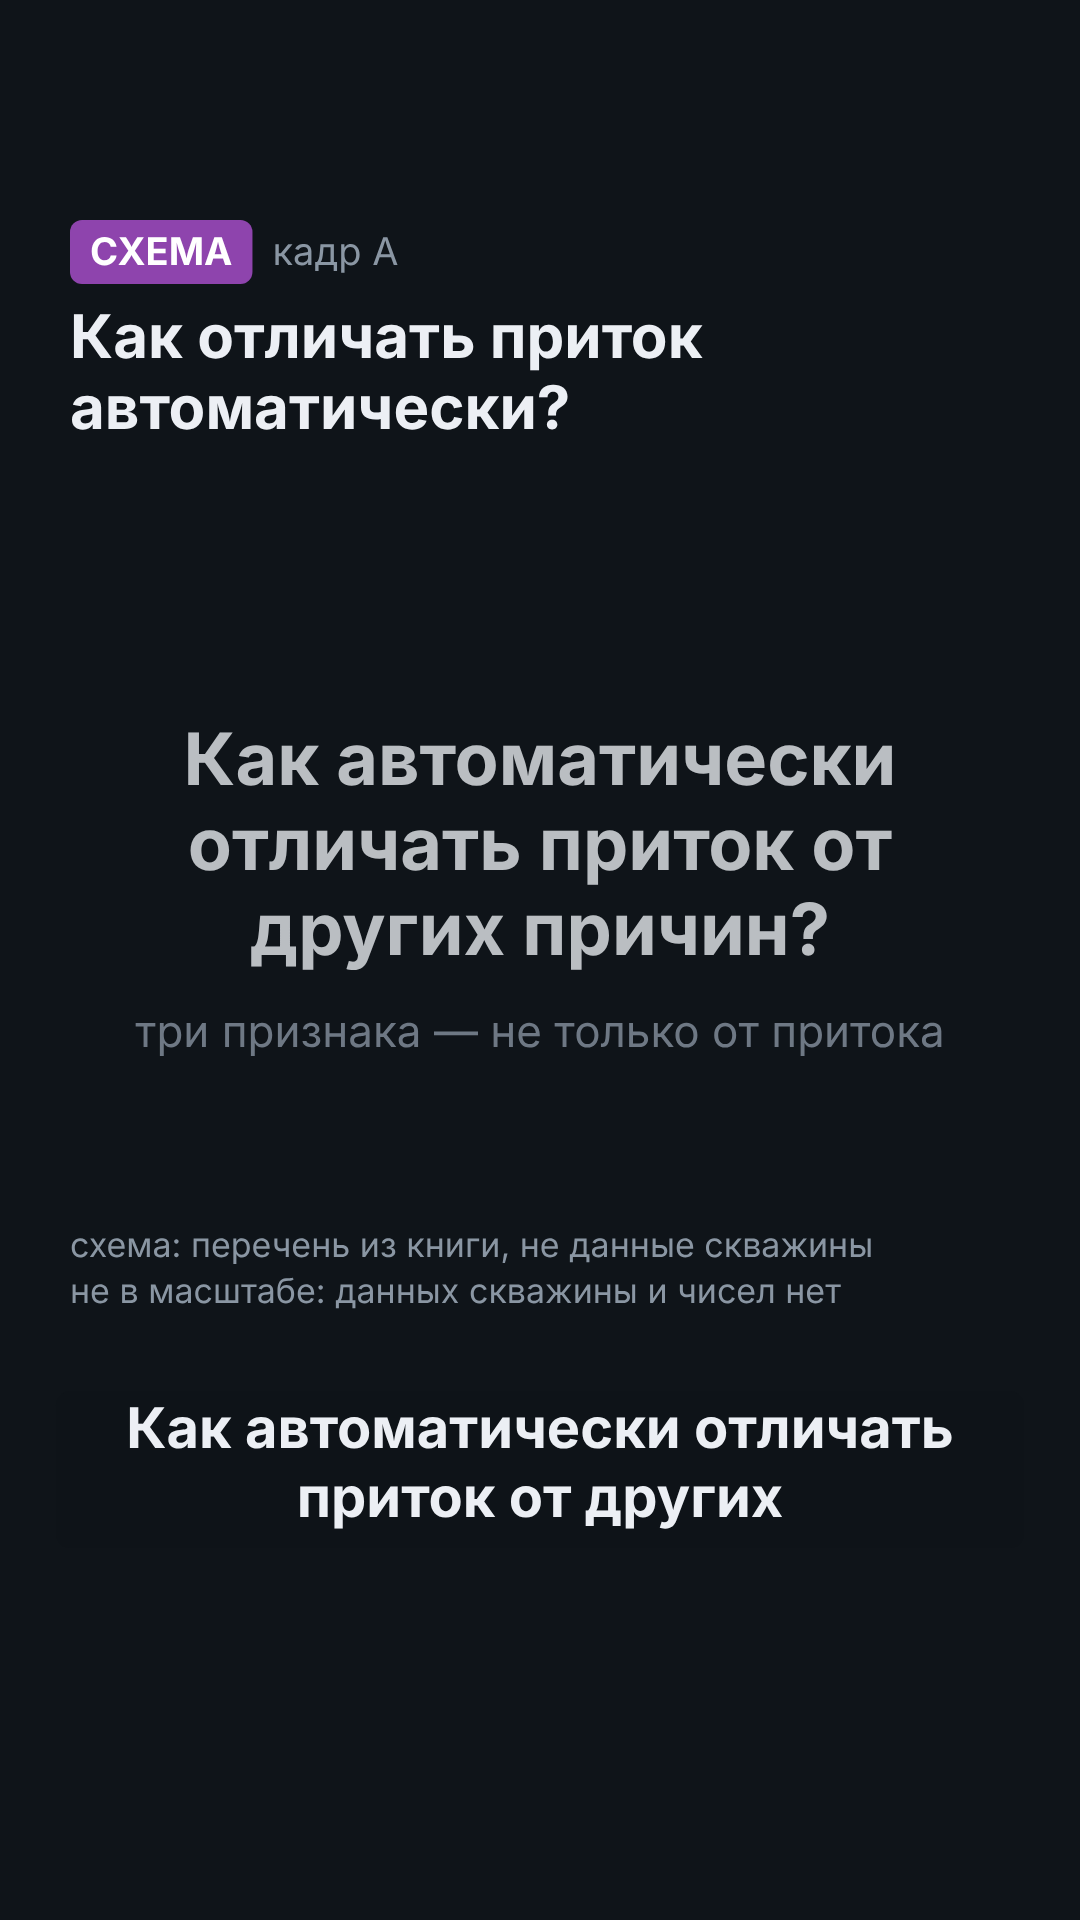 СХЕМА кадр А
Как отличать приток
автоматически?
Как автоматически
отличать приток от
других причин?
три признака — не только от притока
схема: перечень из книги, не данные скважины
не в масштабе: данных скважины и чисел нет
Как автоматически отличать
приток от других